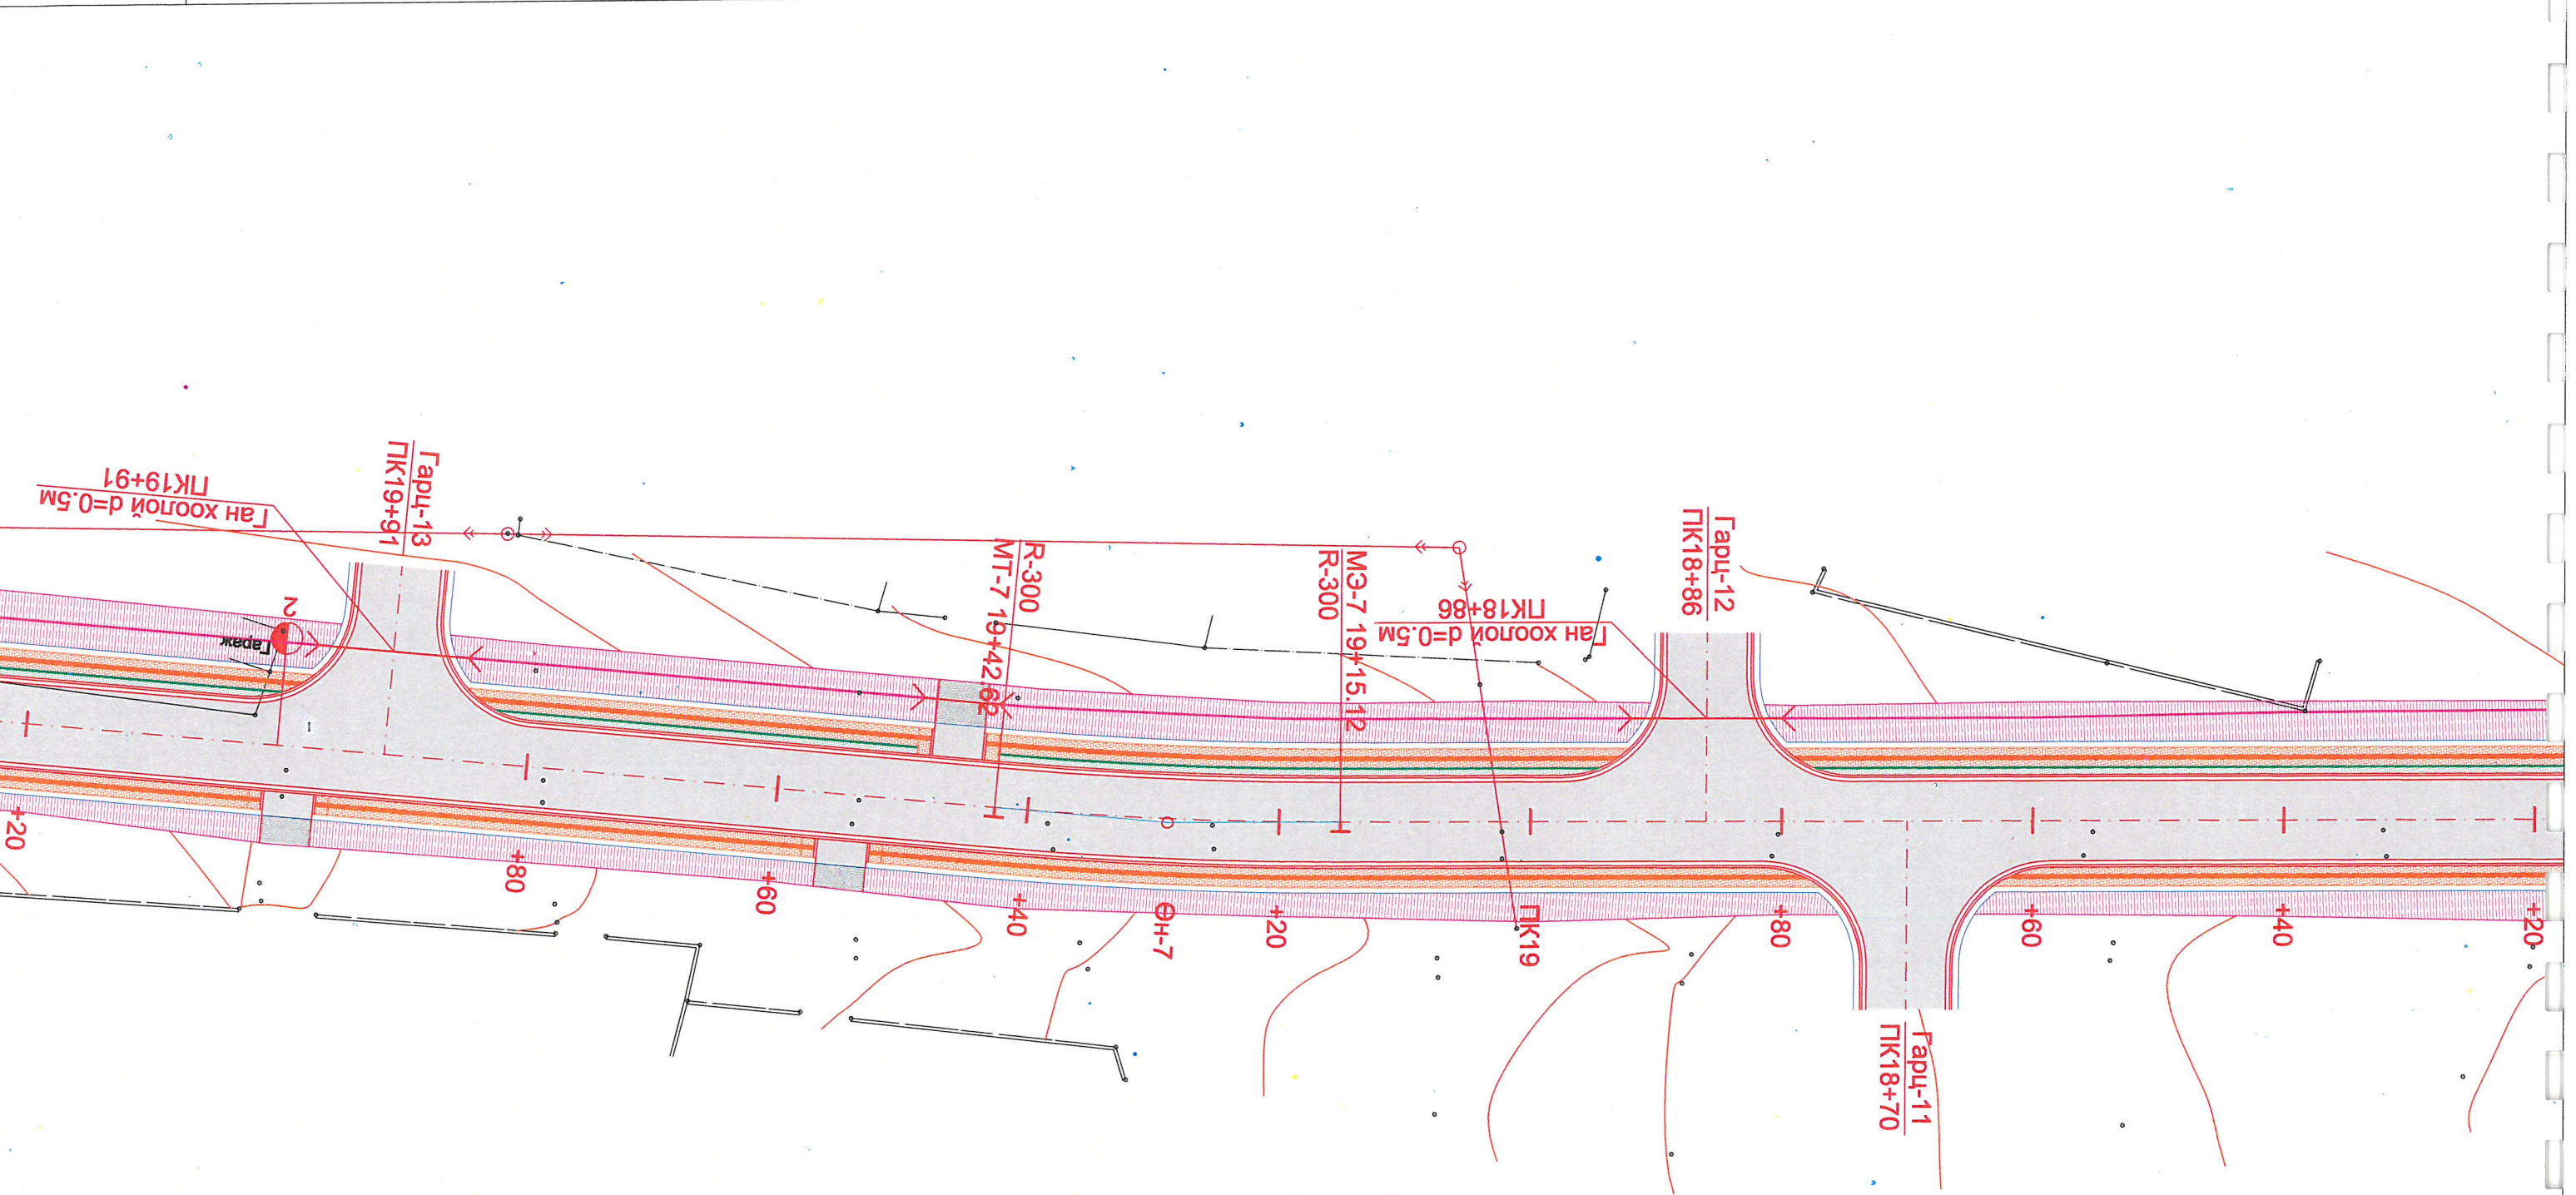 Ган хоолой d=0.5м
ПК19+91
Гарц-13
ПК19+91
2
Гараж
R-300
МТ-7 19+42.62
МЭ-7 19+15.12
R-300
Ган хоолой d=0.5м
ПК18+86
Гарц-12
ПК18+86
+20
+80
+60
+40
Өн-7
+20
ПК19
+80
+60
+40
+20
Гарц-11
ПК18+70